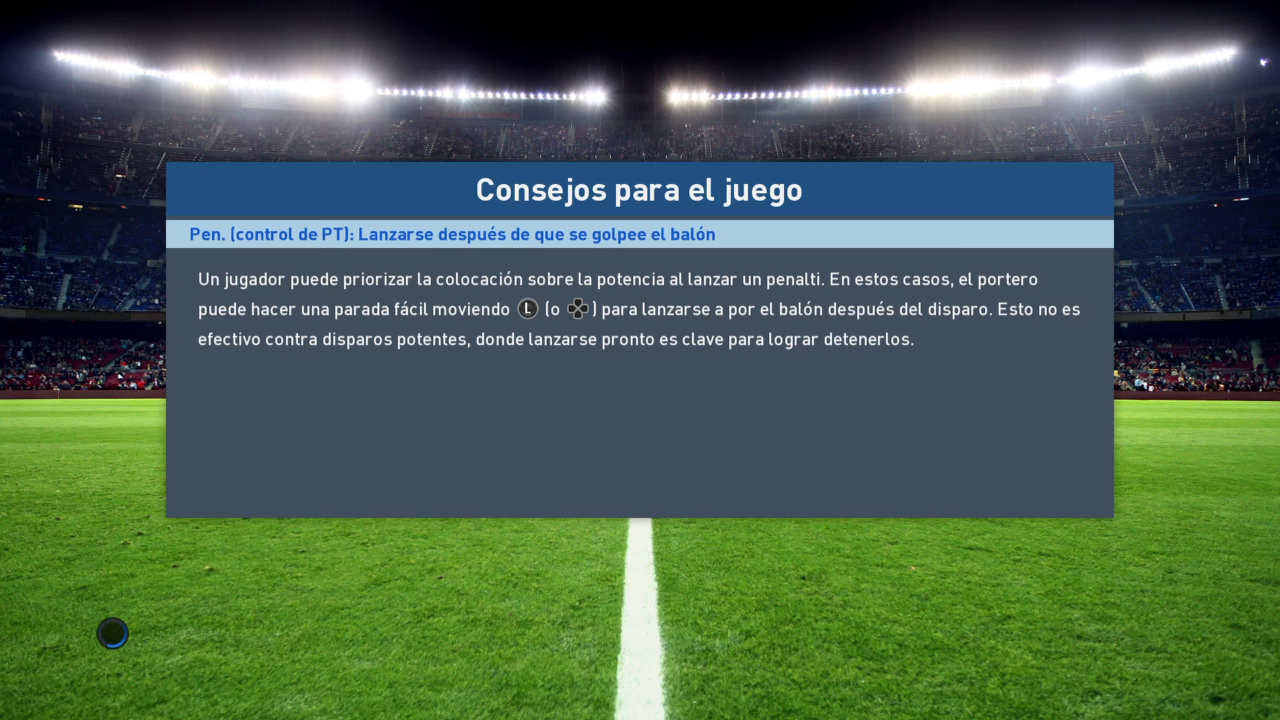 Consejos para el juego
Pen. (control de PT): Lanzarse después de que se golpee el balón
Un jugador puede priorizar la colocación sobre la potencia al lanzar un penalti. En estos casos, el portero
puede hacer una parada fácil moviendo L (o ) para lanzarse a por el balón después del disparo. Esto no es
efectivo contra disparos potentes, donde lanzarse pronto es clave para lograr detenerlos.